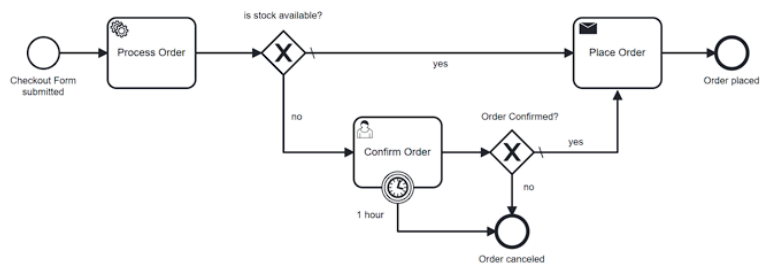 is stock available?
Process Order
Place Order
yes
Checkout Form
submitted
Order placed
no
Order Confirmed?
Confirm Order
yes
no
1 hour
Order canceled